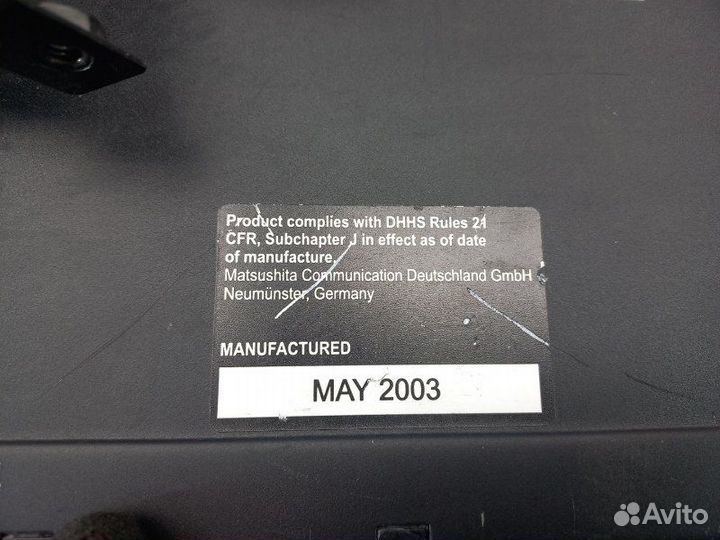 Product complies with DHHS Rules 21
CFR, Subchapter J in effect as of date
of manufacture.
Matsushita Communication Deutschland GmbH
Neumünster, Germany
MANUFACTURED
MAY 2003
Avito